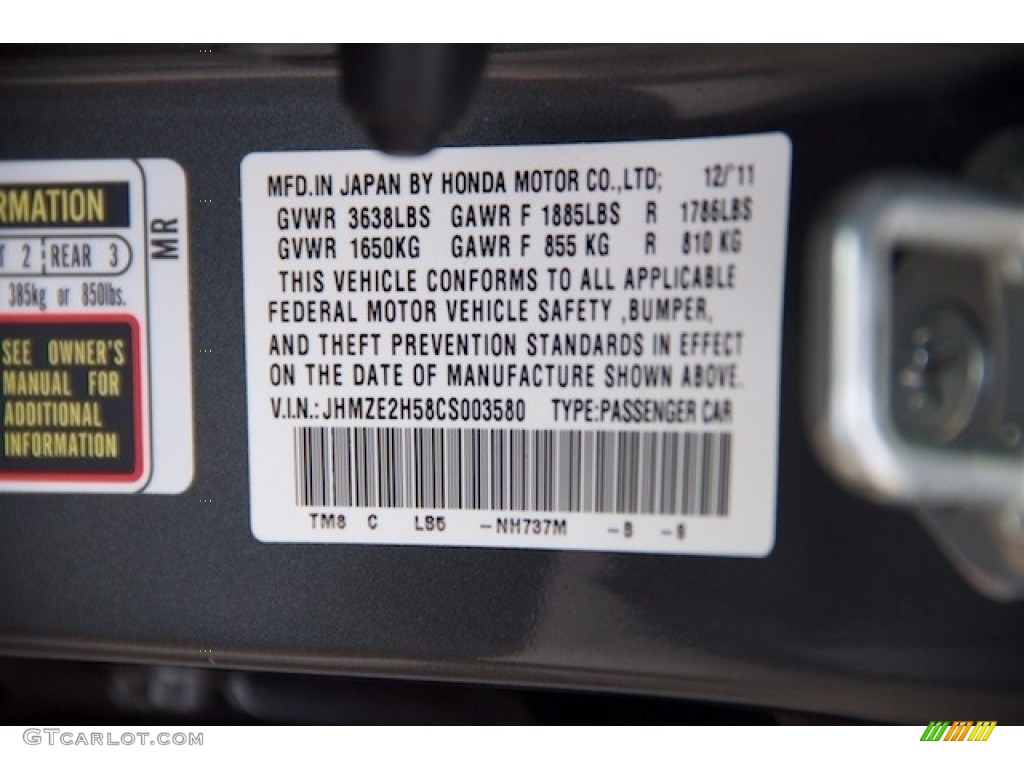 RMATION
T 2 REAR 3
385kg or 850lbs.
SEE OWNER'S
MANUAL FOR
ADDITIONAL
INFORMATION
MR
MFD.IN JAPAN BY HONDA MOTOR CO.,LTD; 12/'11
GVWR 3638LBS GAWR F 1885LBS R 1786LBS
GVWR 1650KG GAWR F 855 KG R 810 KG
THIS VEHICLE CONFORMS TO ALL APPLICABLE
FEDERAL MOTOR VEHICLE SAFETY ,BUMPER,
AND THEFT PREVENTION STANDARDS IN EFFECT
ON THE DATE OF MANUFACTURE SHOWN ABOVE.
V.I.N.:JHMZE2H58CS003580 TYPE:PASSENGER CAR
TM8 C LS5 -NH737M
GTcarlot.com